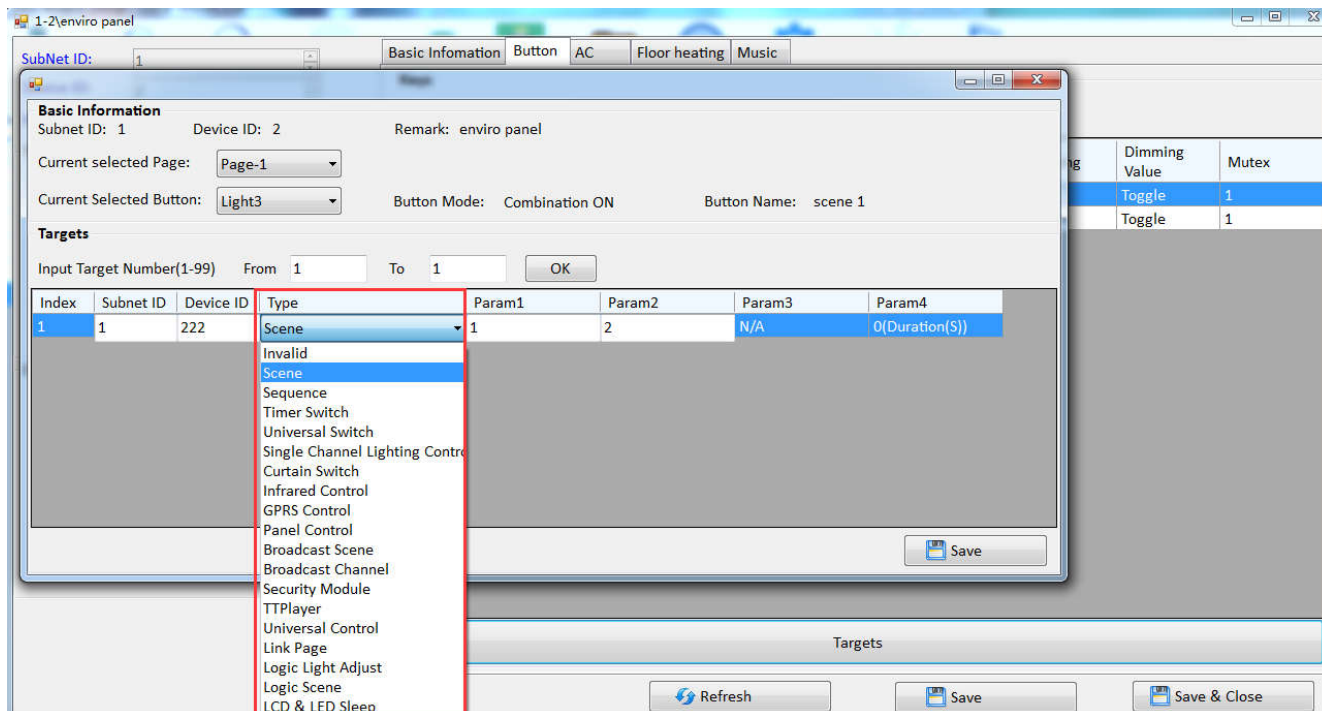 1-2\enviro panel
SubNet ID: 1
Basic Infomation Button AC Floor heating Music
Keys
Basic Information
Subnet ID: 1 Device ID: 2 Remark: enviro panel
Current selected Page: Page-1
Current Selected Button: Light3 Button Mode: Combination ON Button Name: scene 1
Dimming Value Mutex
Toggle 1
Toggle 1
Targets
Input Target Number(1-99) From 1 To 1 OK
Index Subnet ID Device ID Type Param1 Param2 Param3 Param4
1 1 222 Scene 1 2 N/A 0(Duration(S))
Invalid
Scene
Sequence
Timer Switch
Universal Switch
Single Channel Lighting Contro
Curtain Switch
Infrared Control
GPRS Control
Panel Control
Broadcast Scene
Broadcast Channel
Security Module
TTPlayer
Universal Control
Link Page
Logic Light Adjust
Logic Scene
LCD & LED Sleep
Save
Targets
Refresh Save Save & Close